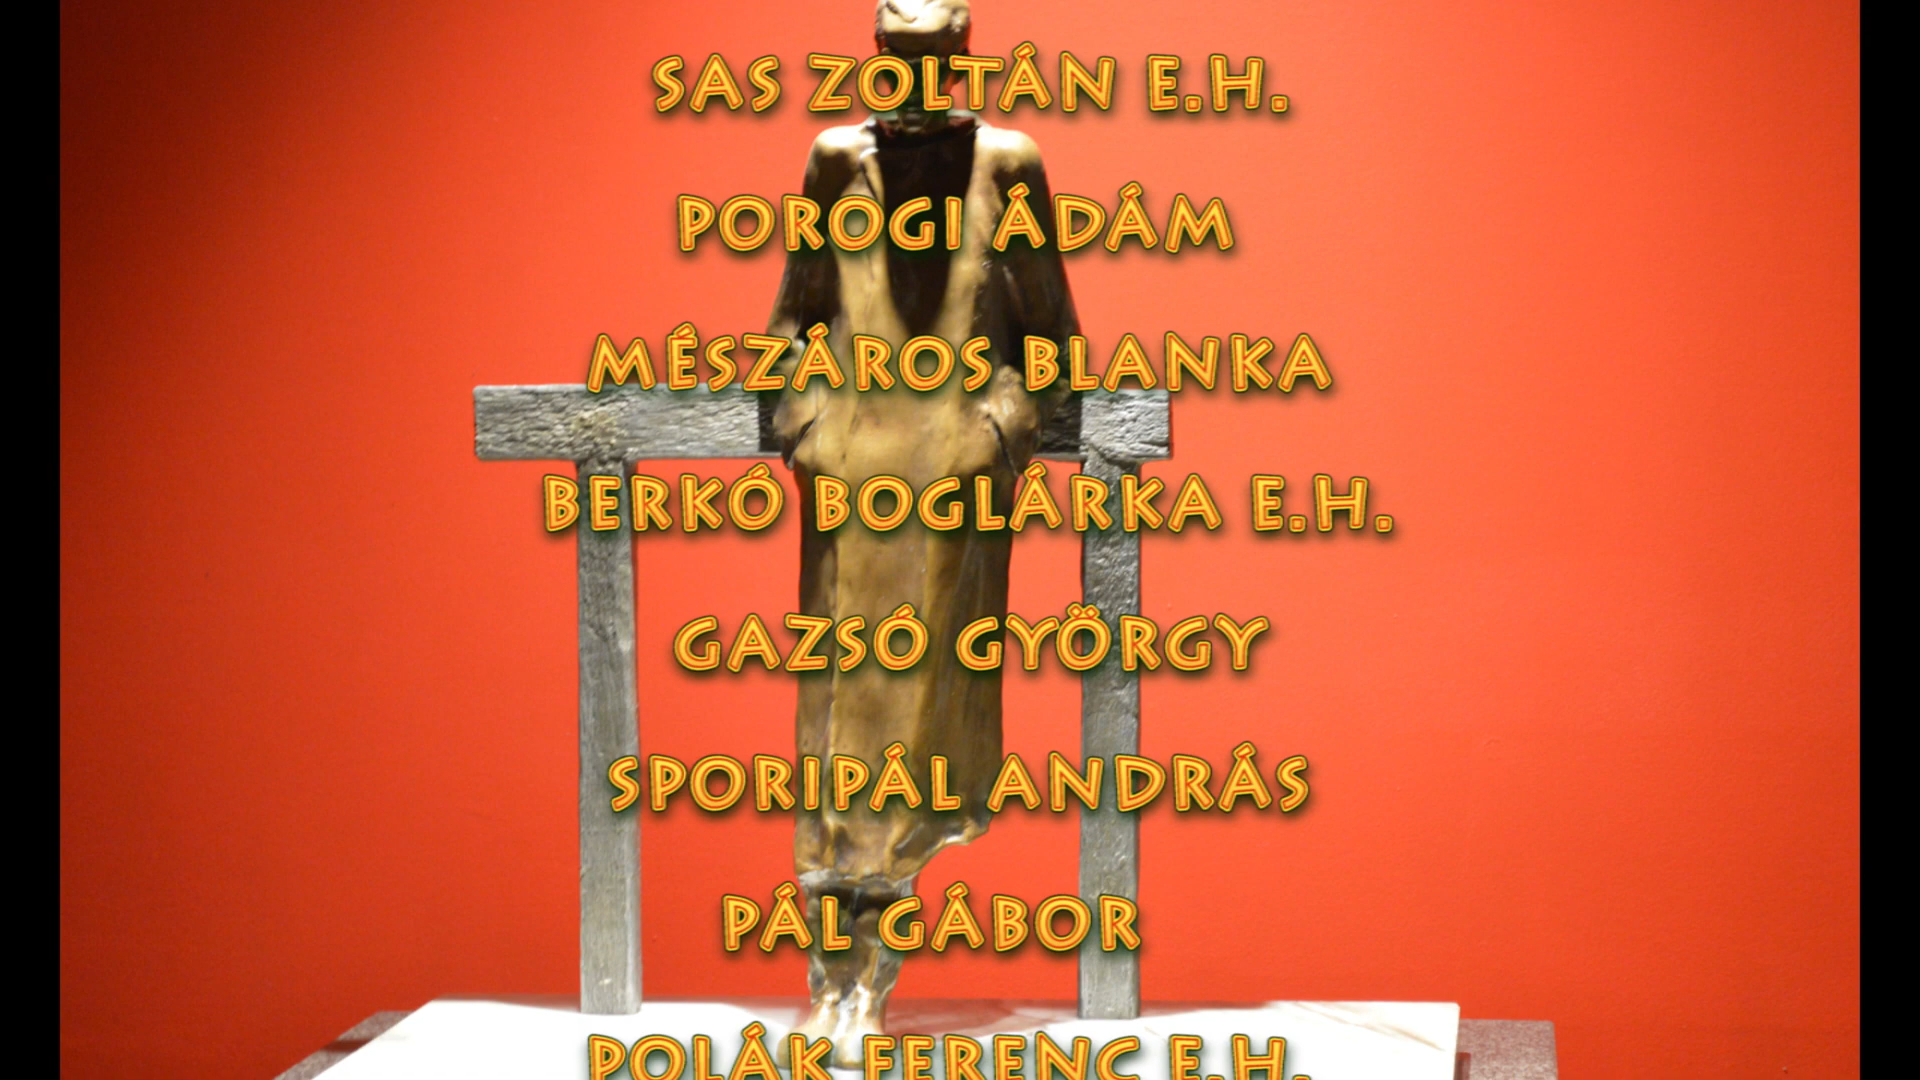 SAS ZOLTÁN E.H.
POROGI ÁDÁM
MÉSZÁROS BLANKA
BERKÓ BOGLÁRKA E.H.
GAZSÓ GYÖRGY
SPORIPÁL ANDRÁS
PÁL GÁBOR
POLÁK FERENC E.H.